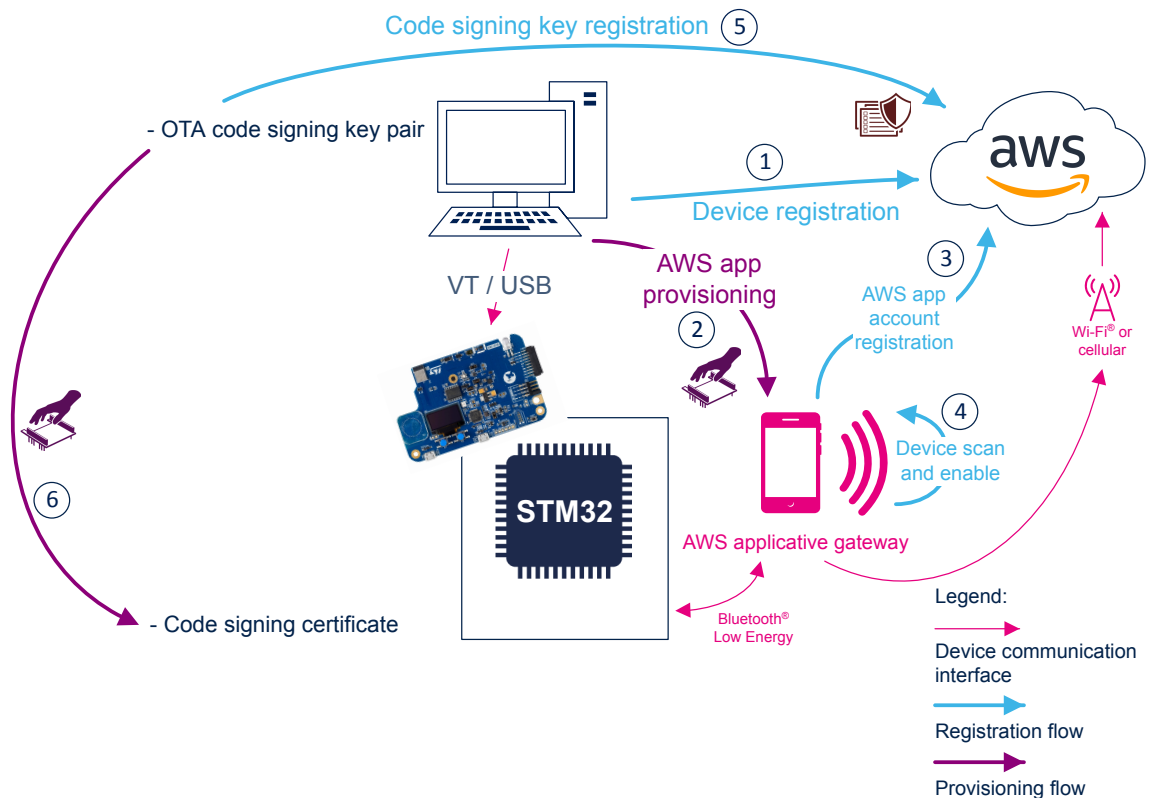 Code signing key registration 5
- OTA code signing key pair
aws
1
Device registration
VT / USB
AWS app
provisioning
2
3
AWS app
account
registration
Wi-Fi® or
cellular
4
Device scan
and enable
STM32
6
AWS applicative gateway
Bluetooth®
Low Energy
- Code signing certificate
Legend:
Device communication
interface
Registration flow
Provisioning flow